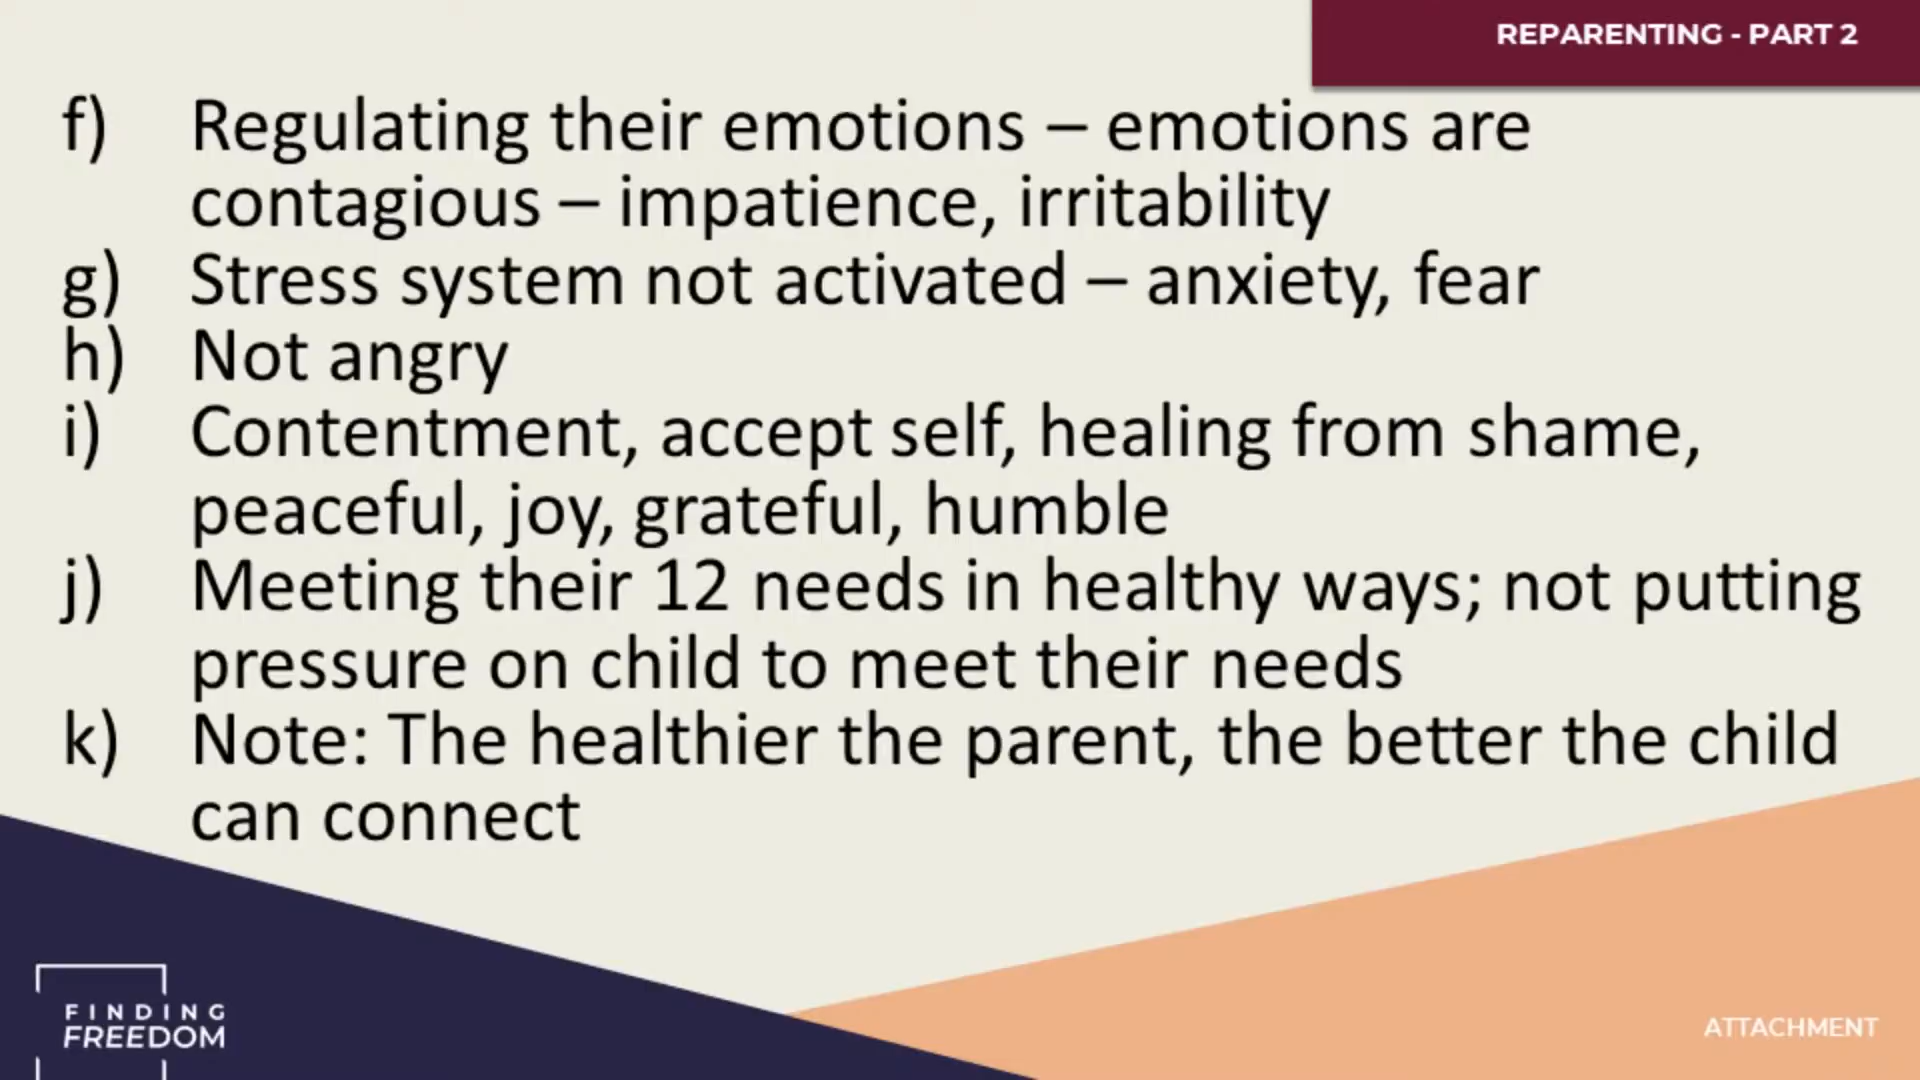 REPARENTING - PART 2
f) Regulating their emotions – emotions are
contagious – impatience, irritability
g) Stress system not activated – anxiety, fear
h) Not angry
i) Contentment, accept self, healing from shame,
peaceful, joy, grateful, humble
j) Meeting their 12 needs in healthy ways; not putting
pressure on child to meet their needs
k) Note: The healthier the parent, the better the child
can connect
FINDING
FREEDOM
ATTACHMENT